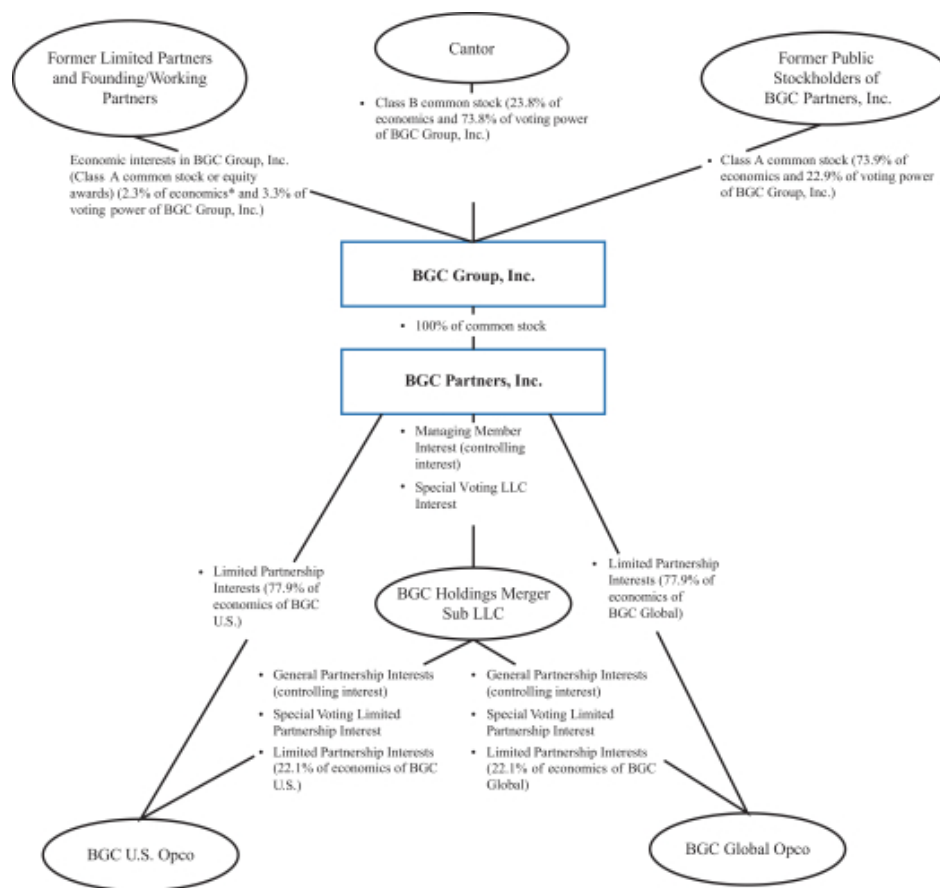 Former Limited Partners
and Founding/Working
Partners
Cantor
Former Public
Stockholders of
BGC Partners, Inc.
• Class B common stock (23.8% of
economics and 73.8% of voting power
of BGC Group, Inc.)
Economic interests in BGC Group, Inc.
(Class A common stock or equity
awards) (2.3% of economics* and 3.3% of
voting power of BGC Group, Inc.)
• Class A common stock (73.9% of
economics and 22.9% of voting power
of BGC Group, Inc.)
BGC Group, Inc.
• 100% of common stock
BGC Partners, Inc.
• Managing Member
Interest (controlling
interest)
• Special Voting LLC
Interest
• Limited Partnership
Interests (77.9% of
economics of BGC
U.S.)
BGC Holdings Merger
Sub LLC
• Limited Partnership
Interests (77.9% of
economics of
BGC Global)
• General Partnership Interests
(controlling interest)
• Special Voting Limited
Partnership Interest
• Limited Partnership Interests
(22.1% of economics of BGC
U.S.)
• General Partnership Interests
(controlling interest)
• Special Voting Limited
Partnership Interest
• Limited Partnership Interests
(22.1% of economics of BGC
Global)
BGC U.S. Opco
BGC Global Opco